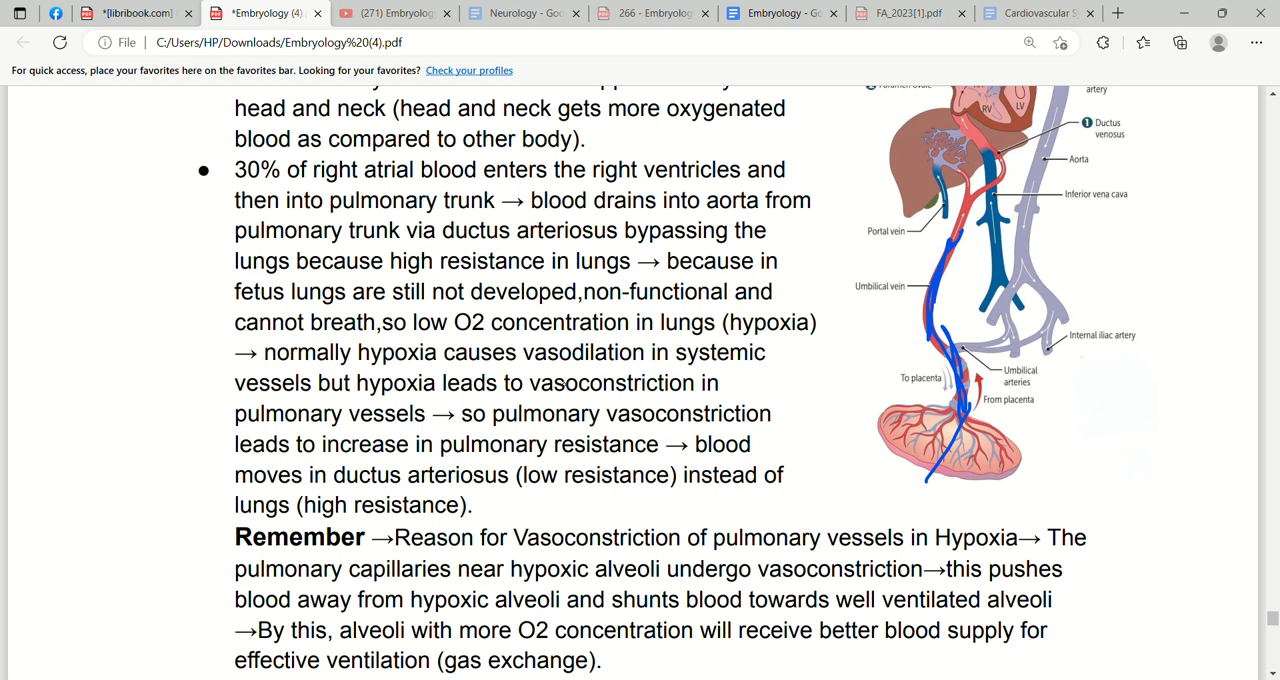 *[libribook.com]
*Embryology (4).
(271) Embryolog
Neurology - Goo
266 - Embryolog
Embryology - Go
FA_2023[1].pdf
Cardiovascular S
File
C:/Users/HP/Downloads/Embryology%20(4).pdf
For quick access, place your favorites here on the favorites bar. Looking for your favorites? Check your profiles
head and neck (head and neck gets more oxygenated
blood as compared to other body).
● 30% of right atrial blood enters the right ventricles and
then into pulmonary trunk → blood drains into aorta from
pulmonary trunk via ductus arteriosus bypassing the
lungs because high resistance in lungs → because in
fetus lungs are still not developed,non-functional and
cannot breath,so low O2 concentration in lungs (hypoxia)
→ normally hypoxia causes vasodilation in systemic
vessels but hypoxia leads to vasoconstriction in
pulmonary vessels → so pulmonary vasoconstriction
leads to increase in pulmonary resistance → blood
moves in ductus arteriosus (low resistance) instead of
lungs (high resistance).
Remember →Reason for Vasoconstriction of pulmonary vessels in Hypoxia→ The
pulmonary capillaries near hypoxic alveoli undergo vasoconstriction→this pushes
blood away from hypoxic alveoli and shunts blood towards well ventilated alveoli
→By this, alveoli with more O2 concentration will receive better blood supply for
effective ventilation (gas exchange).
artery
RV
LV
1 Ductus
venosus
Aorta
Inferior vena cava
Portal vein
Umbilical vein
Internal iliac artery
Umbilical
arteries
To placenta
From placenta